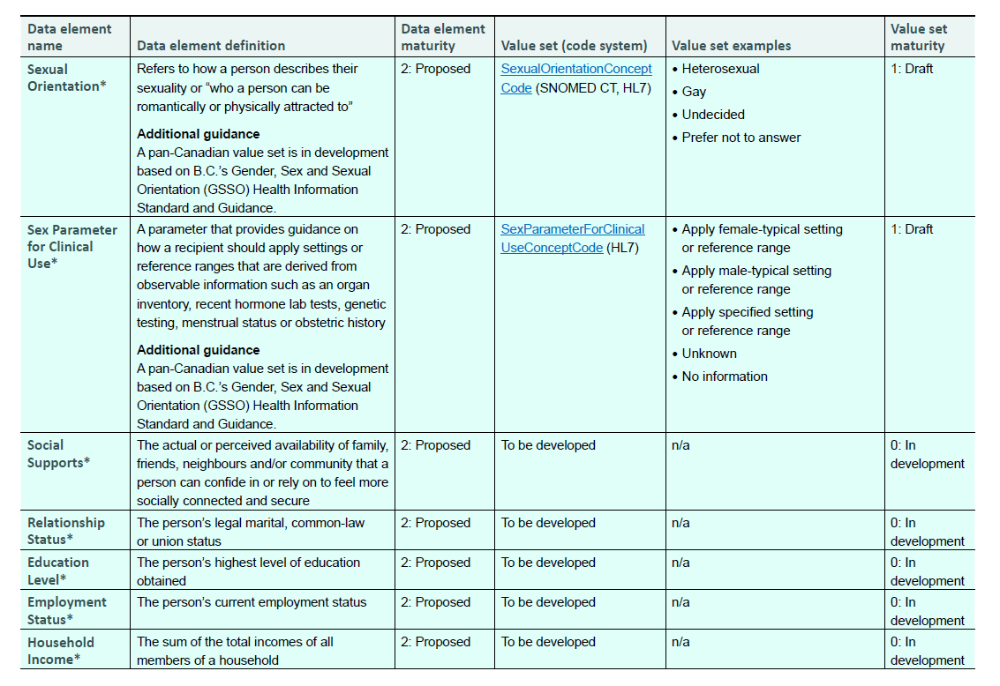 Data element name
Data element definition
Data element maturity
Value set (code system)
Value set examples
Value set maturity
Sexual
Orientation*
Refers to how a person describes their
sexuality or “who a person can be
romantically or physically attracted to”
Additional guidance
A pan-Canadian value set is in development
based on B.C.’s Gender, Sex and Sexual
Orientation (GSSO) Health Information
Standard and Guidance.
2: Proposed
SexualOrientationConcept
Code (SNOMED CT, HL7)
• Heterosexual
• Gay
• Undecided
• Prefer not to answer
1: Draft
Sex Parameter
for Clinical
Use*
A parameter that provides guidance on
how a recipient should apply settings or
reference ranges that are derived from
observable information such as an organ
inventory, recent hormone lab tests, genetic
testing, menstrual status or obstetric history
Additional guidance
A pan-Canadian value set is in development
based on B.C.’s Gender, Sex and Sexual
Orientation (GSSO) Health Information
Standard and Guidance.
2: Proposed
SexParameterForClinical
UseConceptCode (HL7)
• Apply female-typical setting
or reference range
• Apply male-typical setting
or reference range
• Apply specified setting
or reference range
• Unknown
• No information
1: Draft
Social
Supports*
The actual or perceived availability of family,
friends, neighbours and/or community that a
person can confide in or rely on to feel more
socially connected and secure
2: Proposed
To be developed
n/a
0: In
development
Relationship
Status*
The person’s legal marital, common-law
or union status
2: Proposed
To be developed
n/a
0: In
development
Education
Level*
The person’s highest level of education
obtained
2: Proposed
To be developed
n/a
0: In
development
Employment
Status*
The person’s current employment status
2: Proposed
To be developed
n/a
0: In
development
Household
Income*
The sum of the total incomes of all
members of a household
2: Proposed
To be developed
n/a
0: In
development